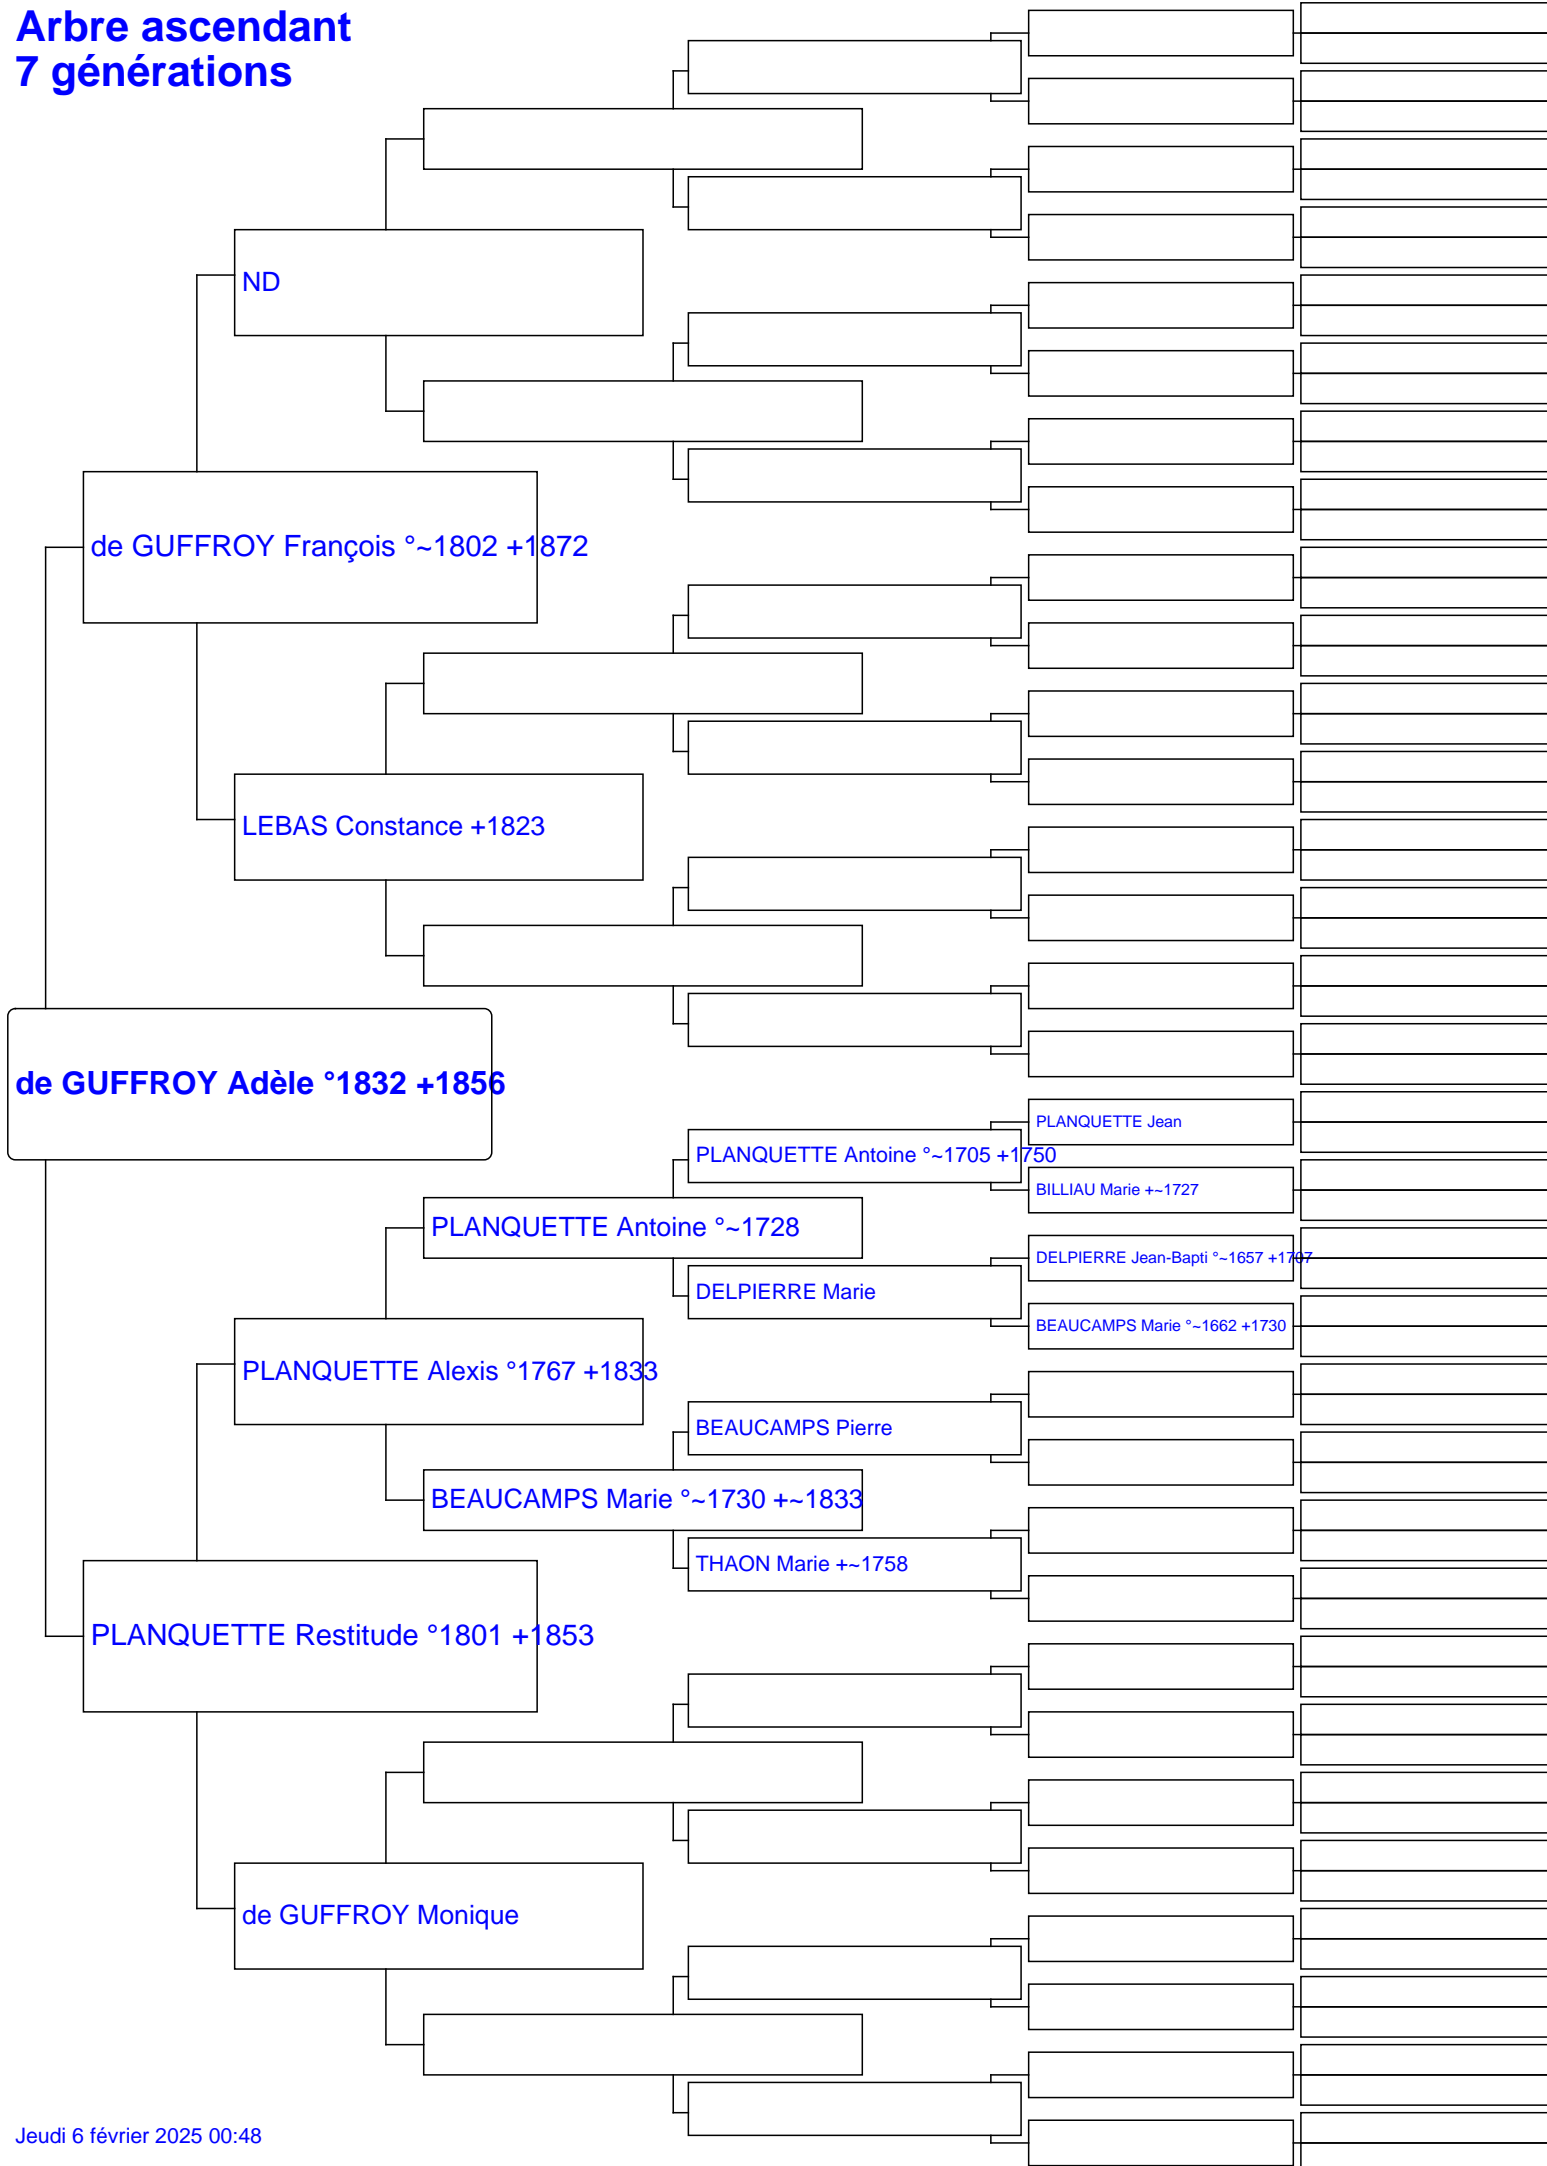 Arbre ascendant
7 générations
ND
de GUFFROY François °~1802 +1872
LEBAS Constance +1823
de GUFFROY Adèle °1832 +1856
PLANQUETTE Jean
PLANQUETTE Antoine °~1705 +1750
BILLIAU Marie +~1727
PLANQUETTE Antoine °~1728
DELPIERRE Jean-Bapti °~1657 +1707
DELPIERRE Marie
BEAUCAMPS Marie °~1662 +1730
PLANQUETTE Alexis °1767 +1833
BEAUCAMPS Pierre
BEAUCAMPS Marie °~1730 +~1833
THAON Marie +~1758
PLANQUETTE Restitude °1801 +1853
de GUFFROY Monique
Jeudi 6 février 2025 00:48